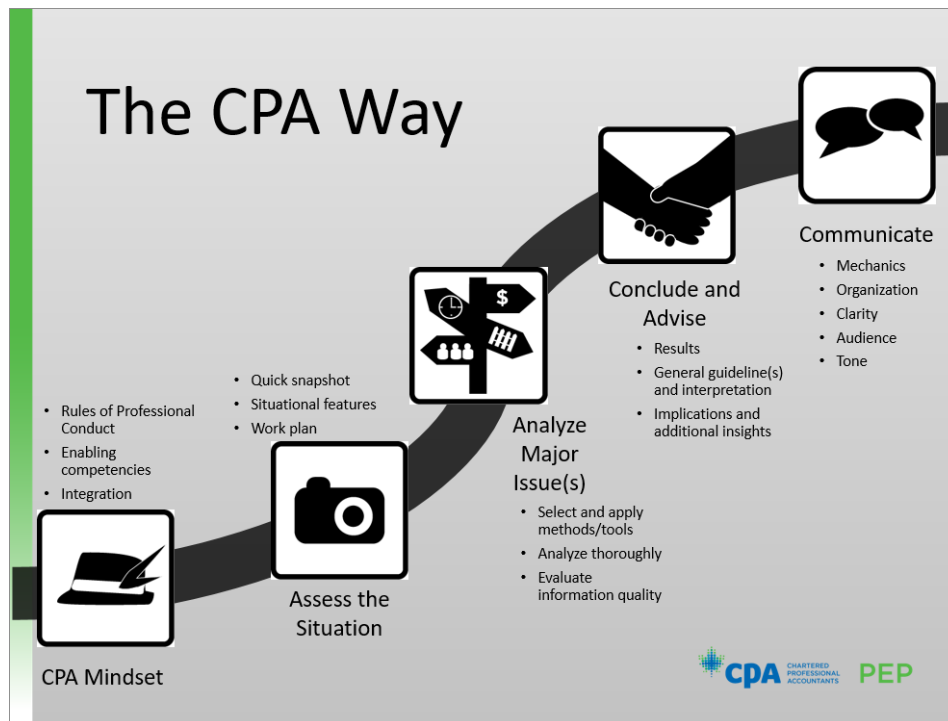 The CPA Way
• Rules of Professional
Conduct
• Enabling
competencies
• Integration
CPA Mindset
• Quick snapshot
• Situational features
• Work plan
Assess the
Situation
$
Analyze
Major
Issue(s)
• Select and apply
methods/tools
• Analyze thoroughly
• Evaluate
information quality
Conclude and
Advise
• Results
• General guideline(s)
and interpretation
• Implications and
additional insights
Communicate
• Mechanics
• Organization
• Clarity
• Audience
• Tone
CPA
CHARTERED
PROFESSIONAL
ACCOUNTANTS
PEP